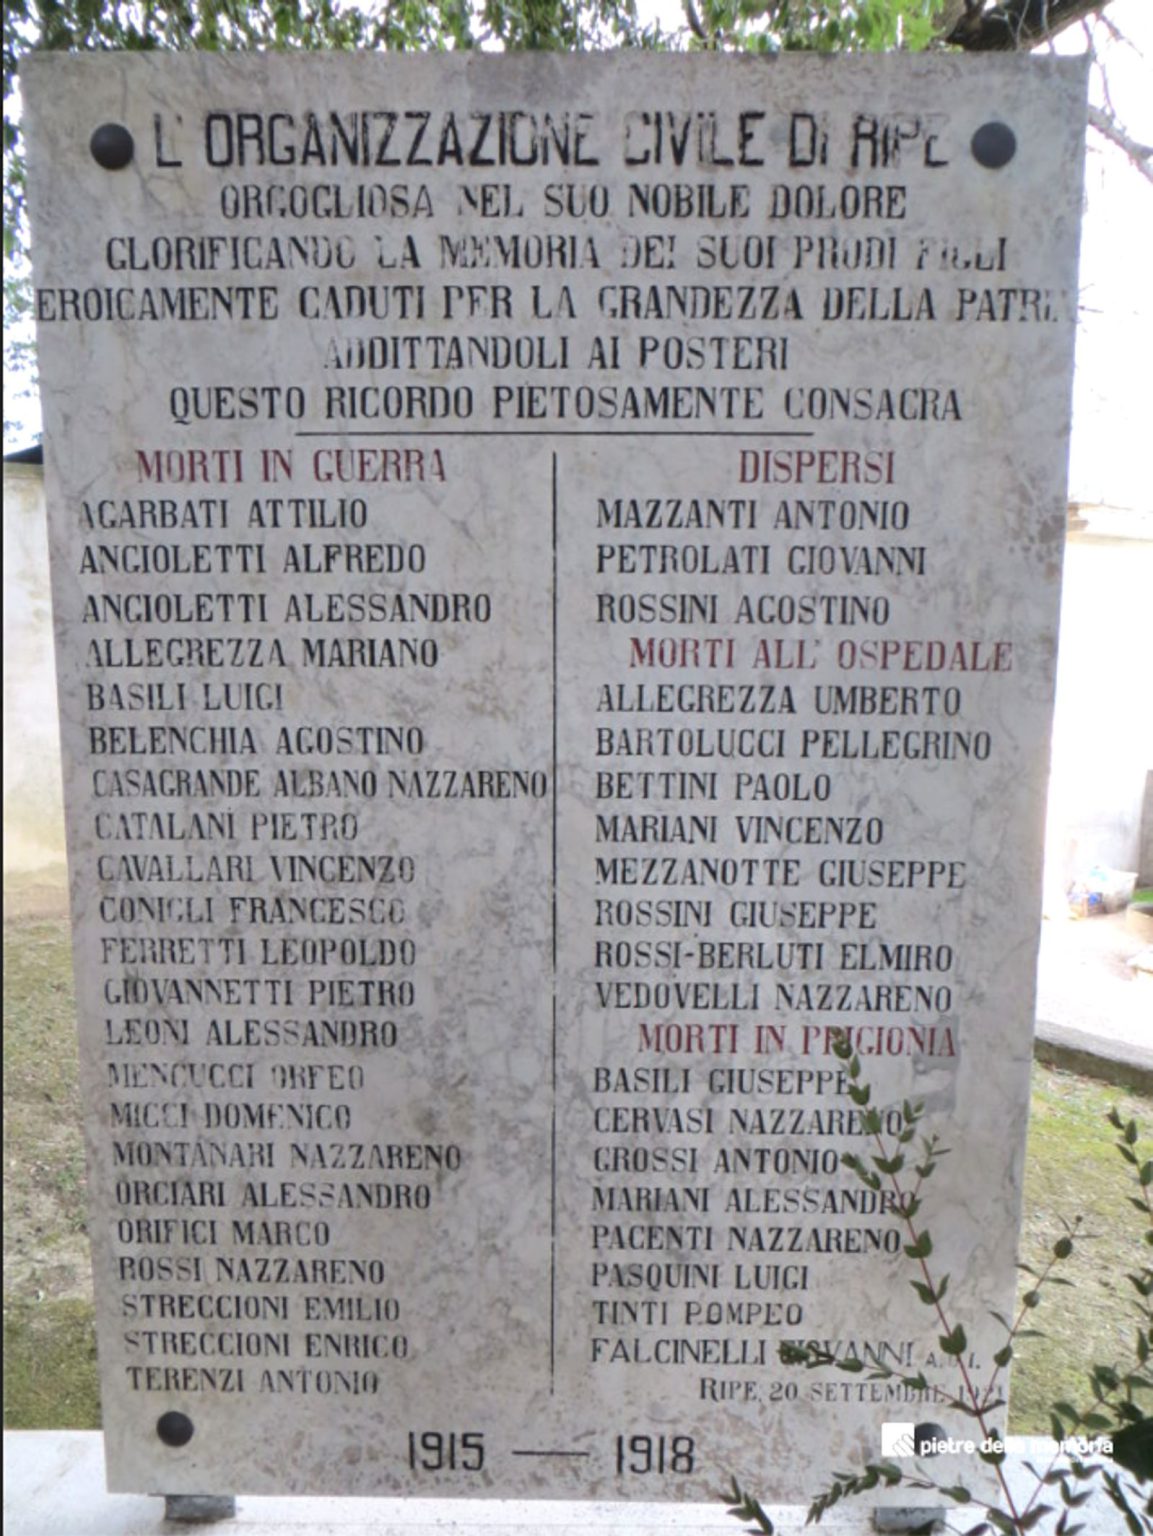 L' ORGANIZZAZIONE CIVILE DI RIPE
ORGOGLIOSA NEL SUO NOBILE DOLORE
GLORIFICANDO LA MEMORIA DEI SUOI PRODI FIGLI
EROICAMENTE CADUTI PER LA GRANDEZZA DELLA PATRIA
ADDITTANDOLI AI POSTERI
QUESTO RICORDO PIETOSAMENTE CONSACRA
MORTI IN GUERRA
AGARBATI ATTILIO
ANGIOLETTI ALFREDO
ANGIOLETTI ALESSANDRO
ALLEGREZZA MARIANO
BASILI LUIGI
BELENCHIA AGOSTINO
CASAGRANDE ALBANO NAZZARENO
CATALANI PIETRO
CAVALLARI VINCENZO
CONIGLI FRANCESCO
FERRETTI LEOPOLDO
GIOVANNETTI PIETRO
LEONI ALESSANDRO
MENCUCCI ORFEO
MICCI DOMENICO
MONTANARI NAZZARENO
ORCIARI ALESSANDRO
ORIFICI MARCO
ROSSI NAZZARENO
STRECCIONI EMILIO
STRECCIONI ENRICO
TERENZI ANTONIO
DISPERSI
MAZZANTI ANTONIO
PETROLATI GIOVANNI
ROSSINI AGOSTINO
MORTI ALL' OSPEDALE
ALLEGREZZA UMBERTO
BARTOLUCCI PELLEGRINO
BETTINI PAOLO
MARIANI VINCENZO
MEZZANOTTE GIUSEPPE
ROSSINI GIUSEPPE
ROSSI-BERLUTI ELMIRO
VEDOVELLI NAZZARENO
MORTI IN PRIGIONIA
BASILI GIUSEPPE
CERVASI NAZZARENO
GROSSI ANTONIO
MARIANI ALESSANDRO
PACENTI NAZZARENO
PASQUINI LUIGI
TINTI POMPEO
FALCINELLI GIOVANNI
RIPE, 20 SETTEMBRE 1921
1915 — 1918
pietre della memoria